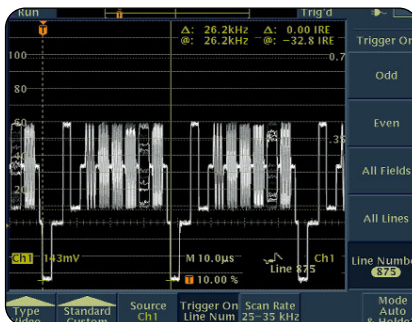 Run
Trig'd
Δ: 26.2kHz Δ: 0.00 IRE
@: 26.2kHz @: −32.8 IRE
Trigger On
100
0.7
Odd
80
60
Even
.35
All Fields
20
All Lines
Ch1 143mV
M 10.0µs
Line 875
Ch1
Line Number
875
T 10.00 %
Type
Video
Standard
Custom
Source
Ch1
Trigger On
Line Num
Scan Rate
25–35 kHz
Mode
Auto
& Holdoff